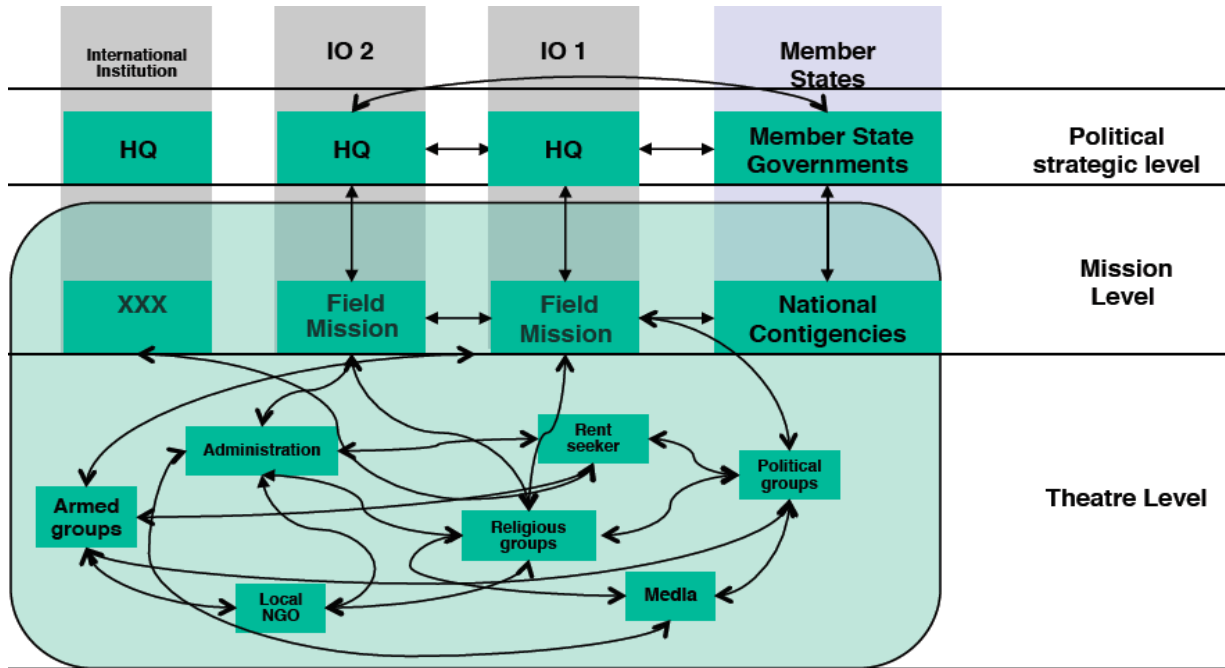 International
Institution
IO 2
IO 1
Member
States
HQ
HQ
HQ
Member State
Governments
Political
strategic level
XXX
Field
Mission
Field
Mission
National
Contigencies
Mission
Level
Administration
Rent
seeker
Political
groups
Armed
groups
Religious
groups
Theatre Level
Local
NGO
Media